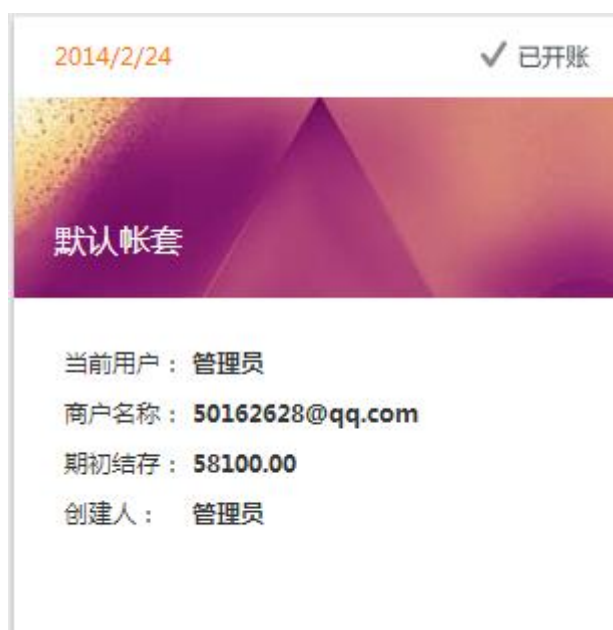 2014/2/24 已开账
默认帐套
当前用户： 管理员
商户名称： 50162628@qq.com
期初结存： 58100.00
创建人： 管理员